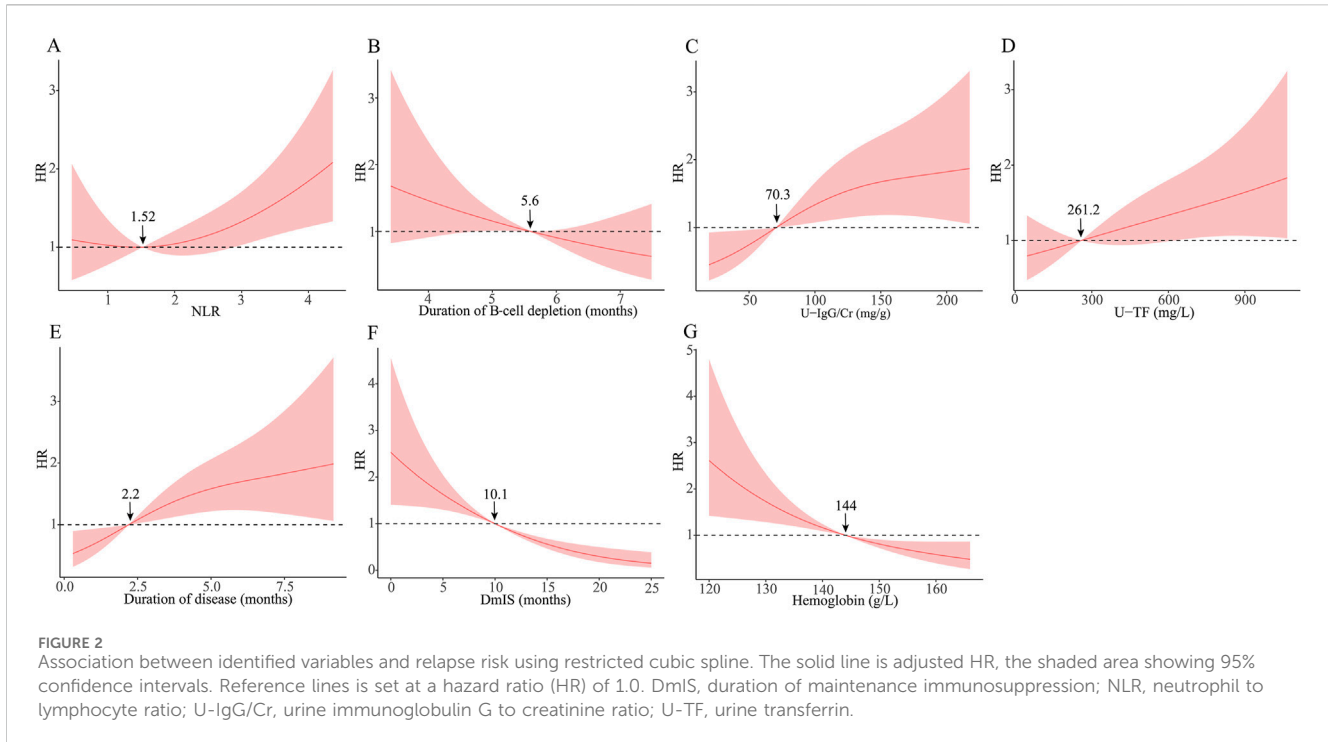 A
HR
3
2
1
1.52
1
2
3
4
NLR
B
HR
3
2
1
5.6
4
5
6
7
Duration of B-cell depletion (months)
C
HR
3
2
1
70.3
50
100
150
200
U-IgG/Cr (mg/g)
D
HR
3
2
1
261.2
0
300
600
900
U-TF (mg/L)
E
HR
3
2
1
2.2
0.0
2.5
5.0
7.5
Duration of disease (months)
F
HR
4
3
2
1
0
10.1
0
5
10
15
20
25
DmIS (months)
G
HR
5
4
3
2
1
144
120
130
140
150
160
Hemoglobin (g/L)
FIGURE 2
Association between identified variables and relapse risk using restricted cubic spline. The solid line is adjusted HR, the shaded area showing 95%
confidence intervals. Reference lines is set at a hazard ratio (HR) of 1.0. DmIS, duration of maintenance immunosuppression; NLR, neutrophil to
lymphocyte ratio; U-IgG/Cr, urine immunoglobulin G to creatinine ratio; U-TF, urine transferrin.